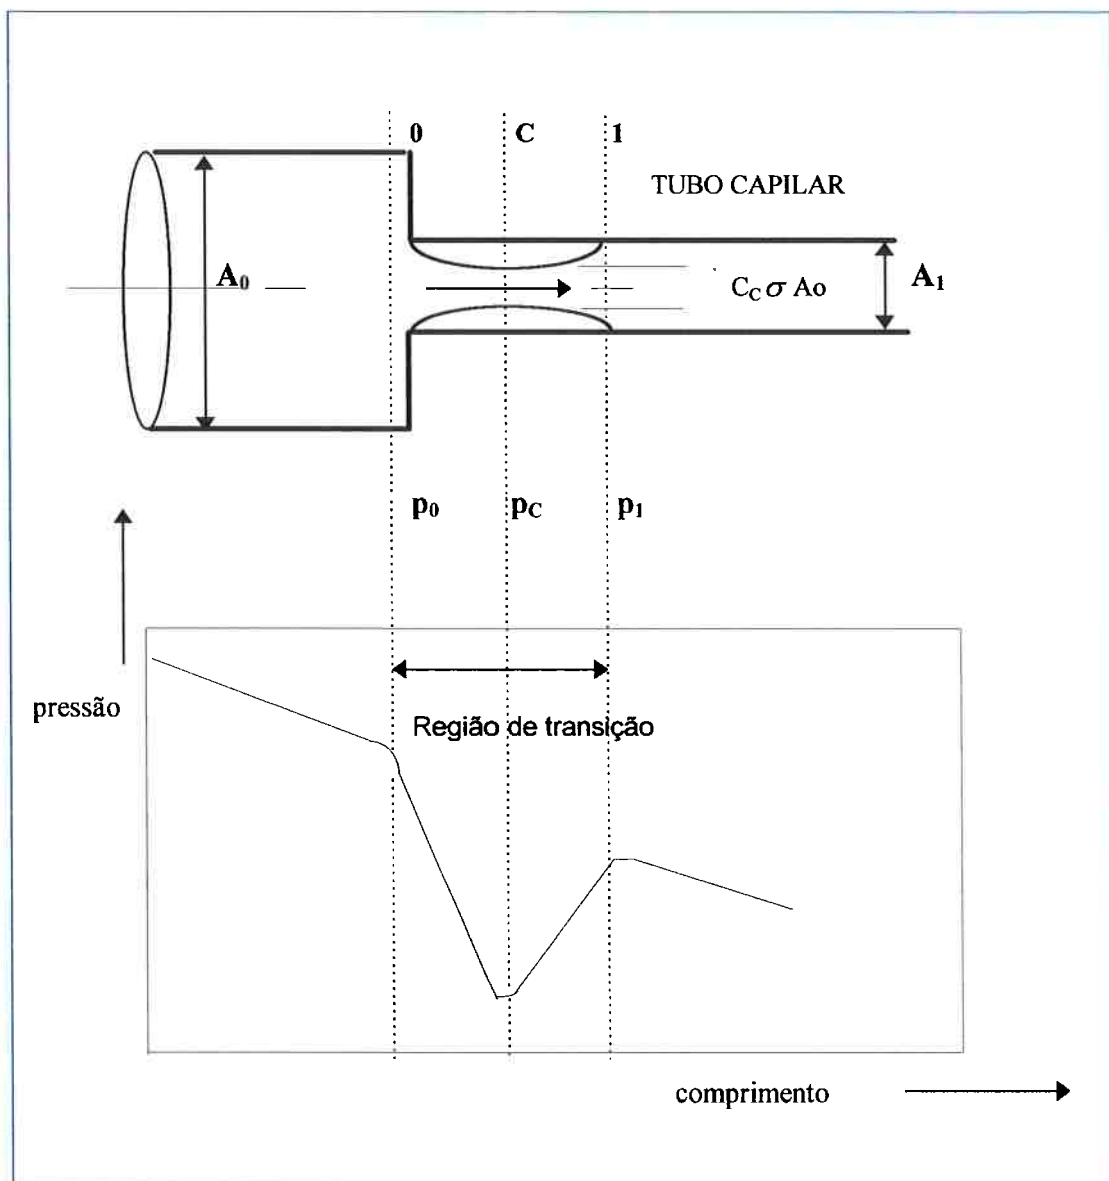 0 C 1
TUBO CAPILAR
A₀ C_C σ Ao A₁
p₀ p_C p₁
pressão
Região de transição
comprimento